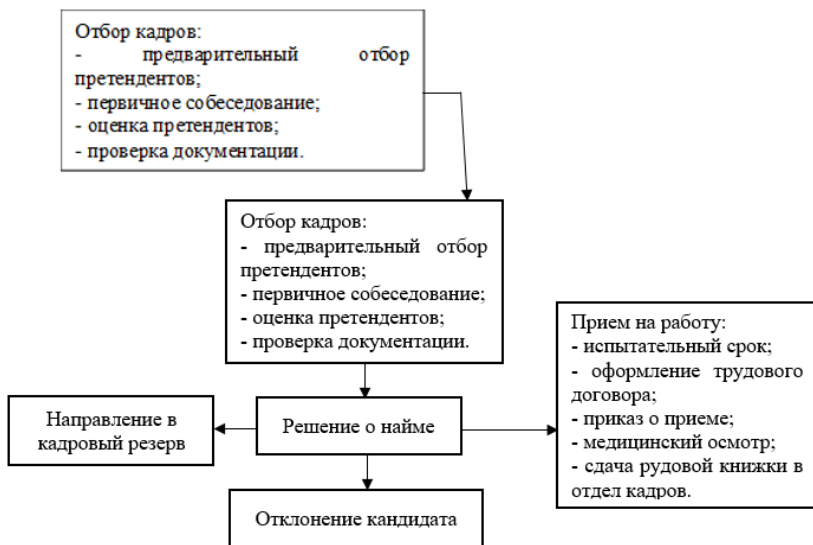 Отбор кадров:
- предварительный отбор
претендентов;
- первичное собеседование;
- оценка претендентов;
- проверка документации.
Отбор кадров:
- предварительный отбор
претендентов;
- первичное собеседование;
- оценка претендентов;
- проверка документации.
Прием на работу:
- испытательный срок;
- оформление трудового
договора;
- приказ о приеме;
- медицинский осмотр;
- сдача рудовой книжки в
отдел кадров.
Направление в
кадровый резерв
Решение о найме
Отклонение кандидата